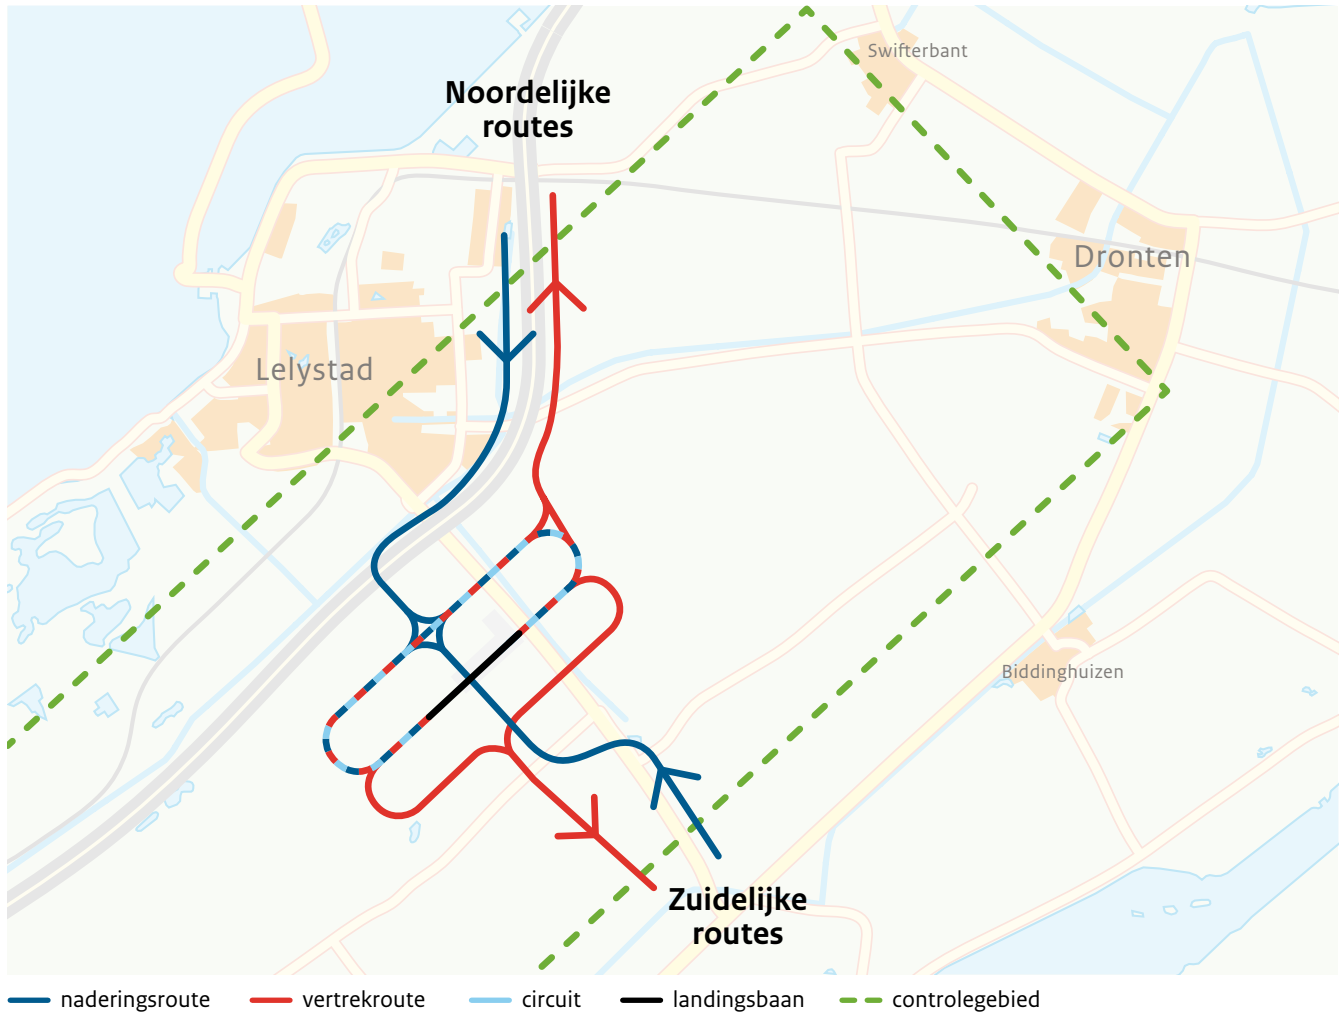 Swifterbant
Noordelijke
routes
Dronten
Lelystad
Biddinghuizen
Zuidelijke
routes
naderingsroute
vertrekroute
circuit
landingsbaan
controlegebied